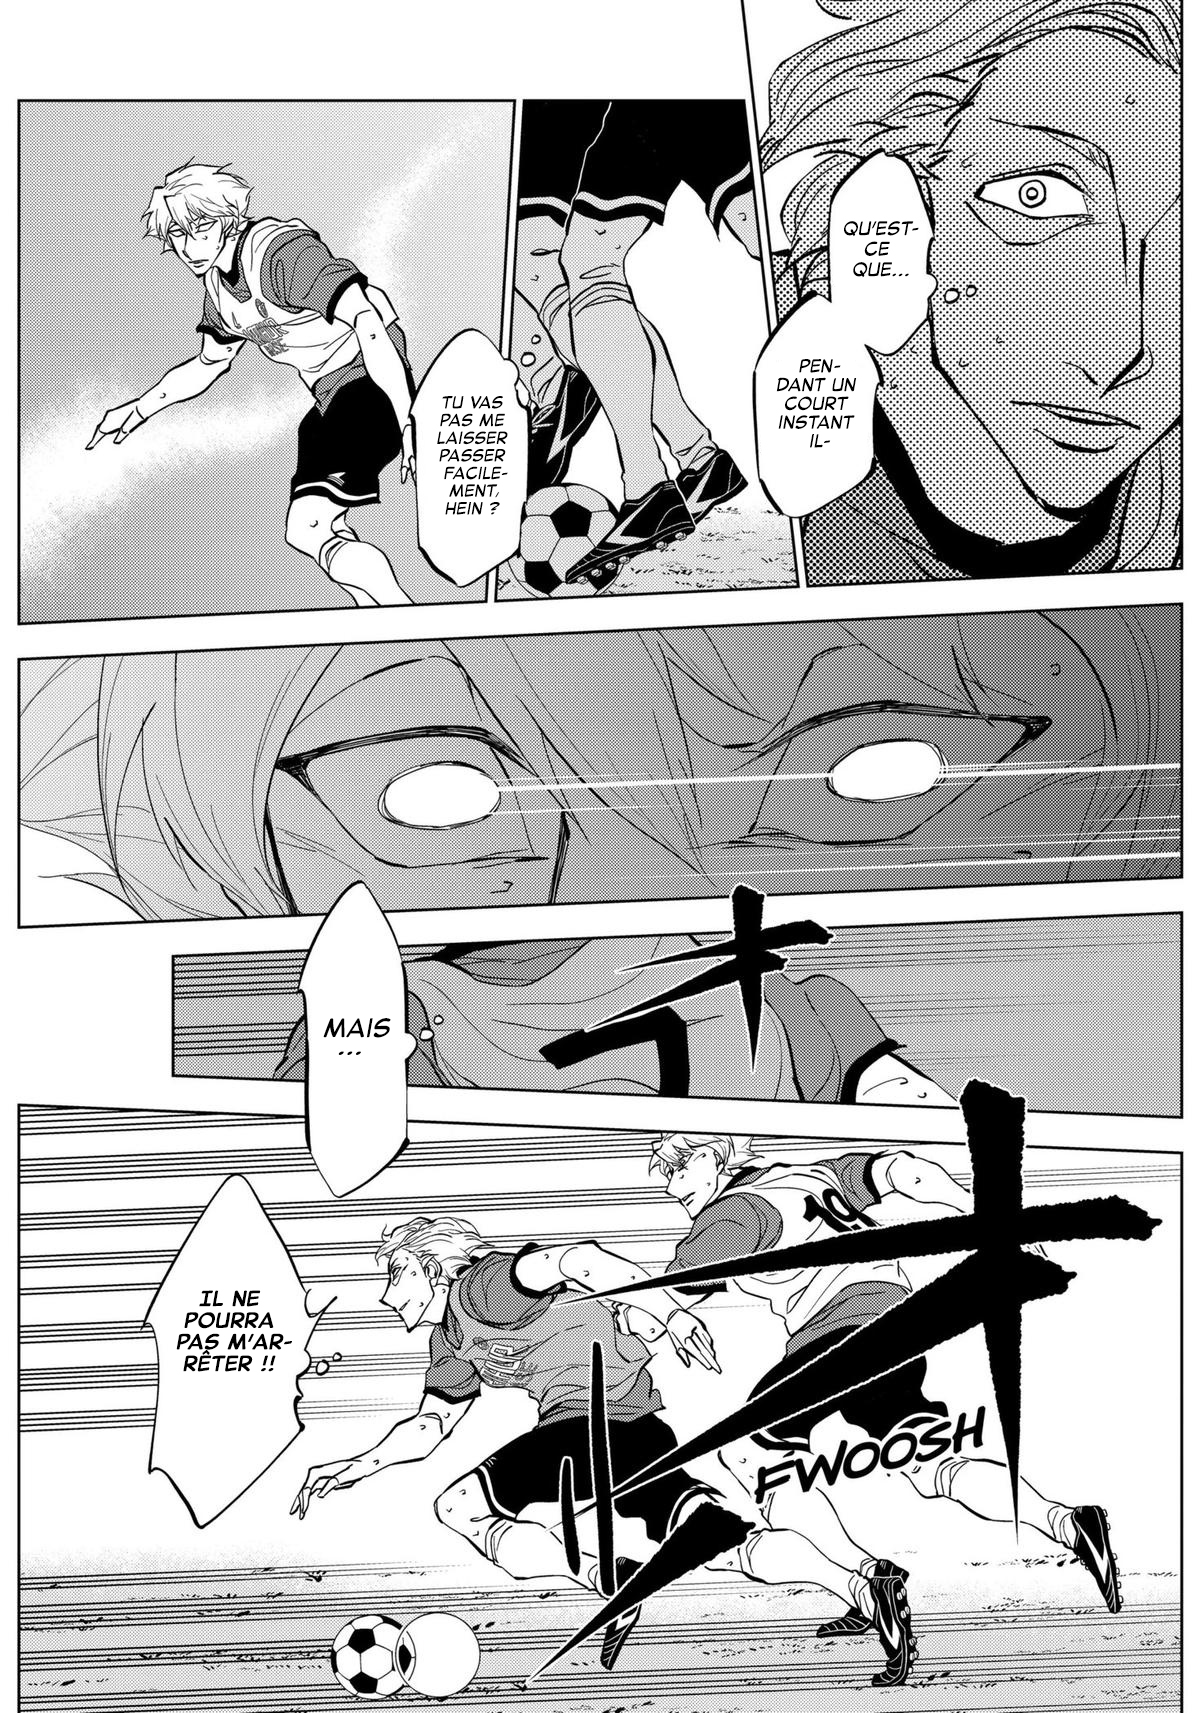 QU'EST-
CE
QUE...
PEN-
DANT UN
COURT
INSTANT
IL-
TU VAS
PAS ME
LAISSER
PASSER
FACILE-
MENT,
HEIN ?
MAIS
...
19
IL NE
POURRA
PAS M'AR-
RÊTER !!
FWOOSH